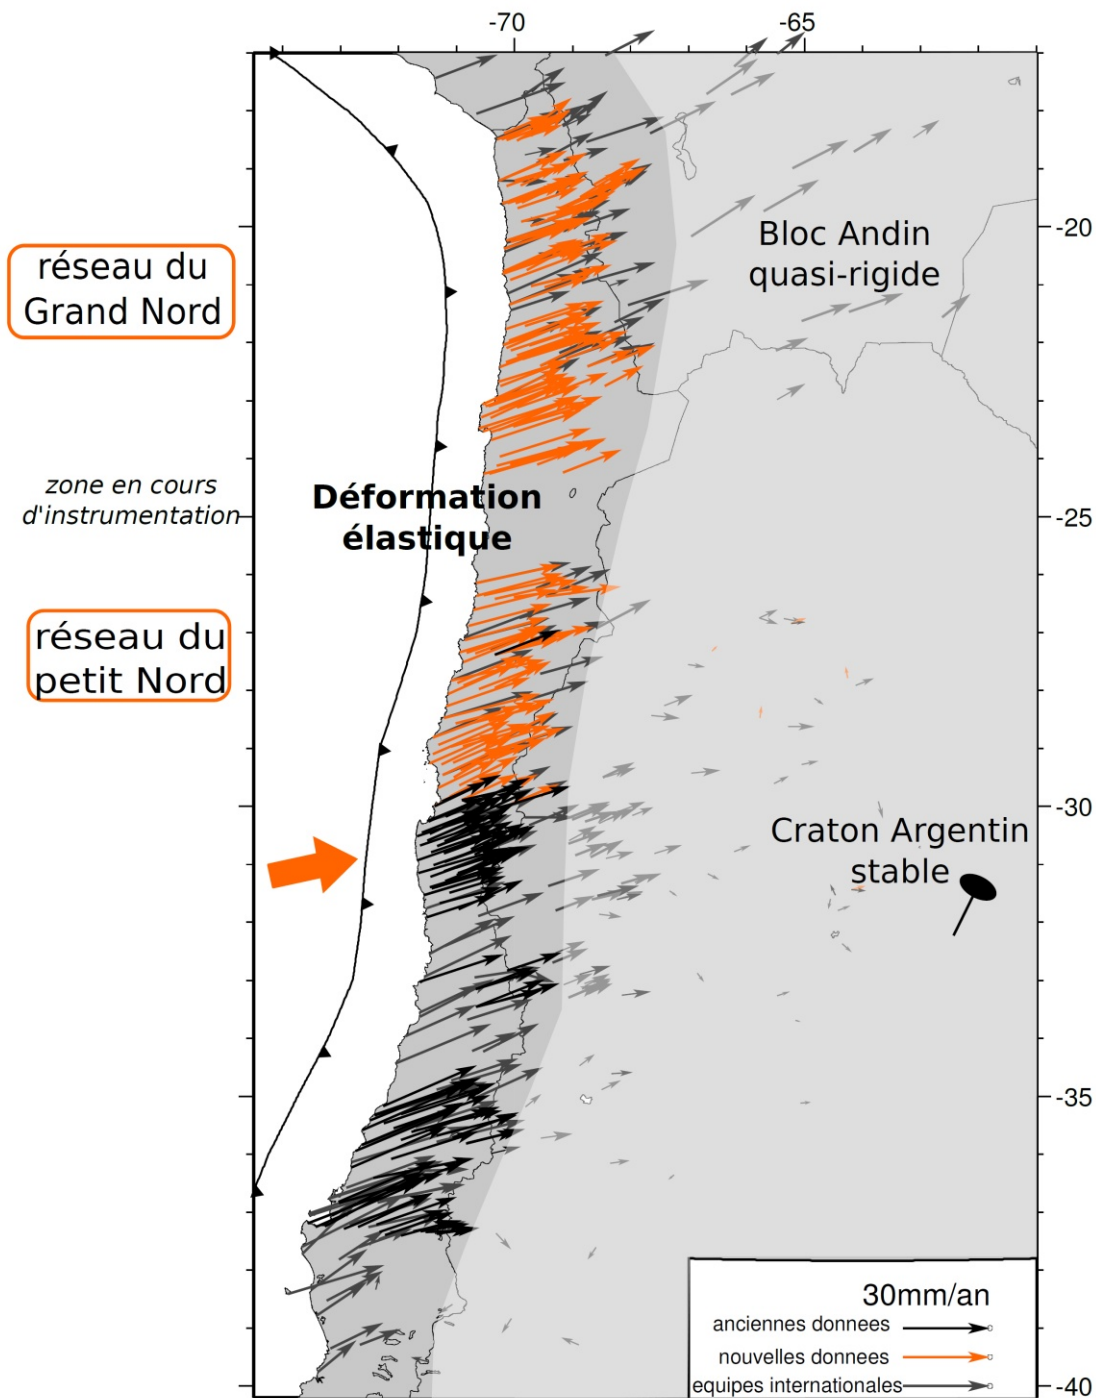 -70
-65
réseau du
Grand Nord
Bloc Andin
quasi-rigide
-20
zone en cours
d'instrumentation
Déformation
élastique
-25
réseau du
petit Nord
-30
Craton Argentin
stable
-35
30mm/an
anciennes donnees
nouvelles donnees
equipes internationales
-40